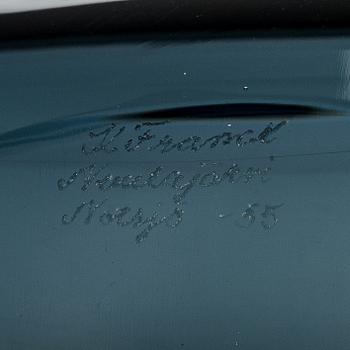 K. Franck
Nuutajärvi
Notsjö -55